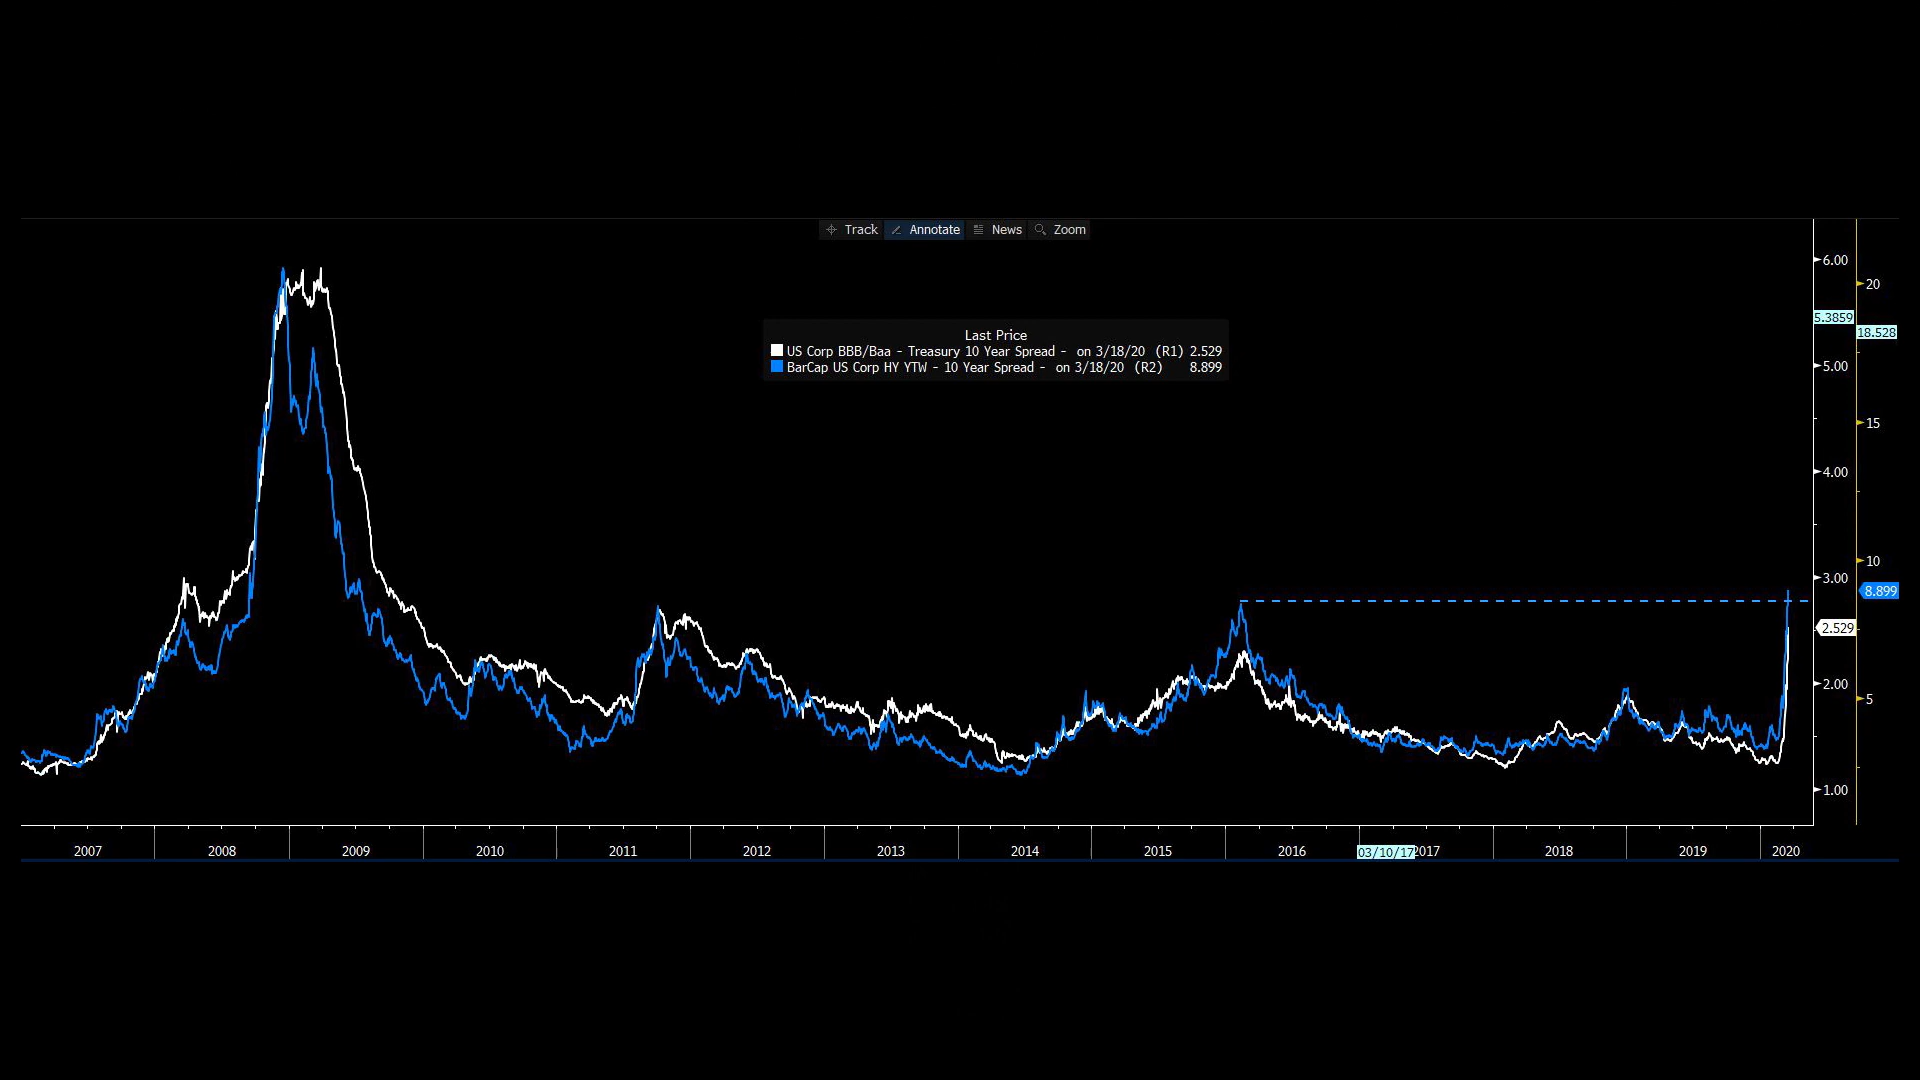 Track Annotate News Zoom
Last Price
US Corp BBB/Baa - Treasury 10 Year Spread - on 3/18/20 (R1) 2.529
BarCap US Corp HY YTW - 10 Year Spread - on 3/18/20 (R2) 8.899
6.00
20
5.3859
18.528
5.00
15
4.00
10
3.00
8.899
2.529
2.00
5
1.00
2007 2008 2009 2010 2011 2012 2013 2014 2015 2016 03/10/17 2017 2018 2019 2020